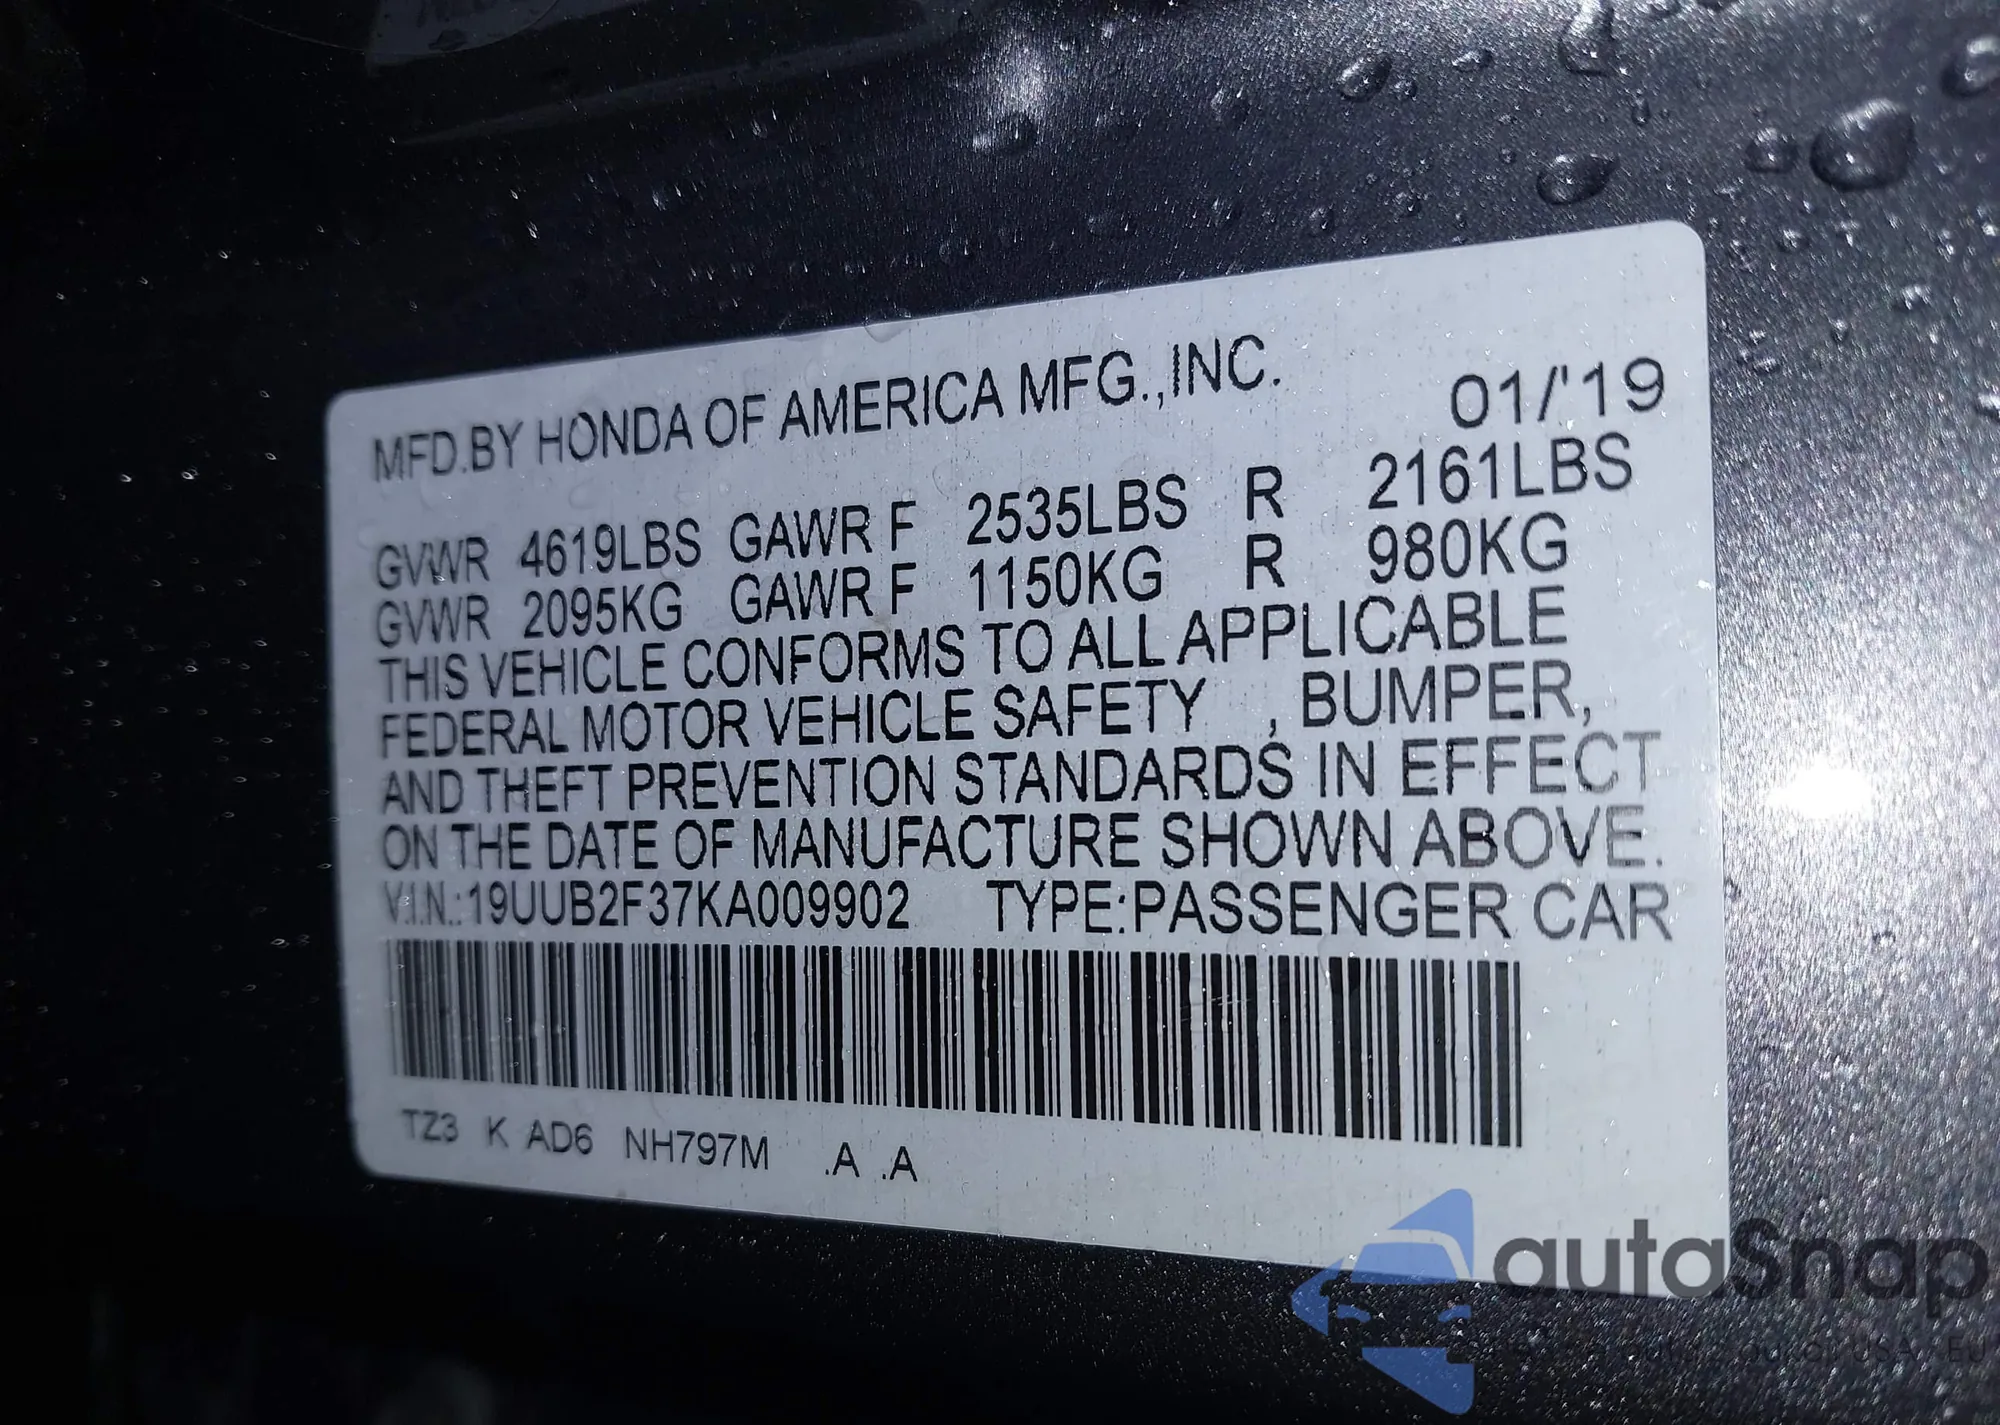 MFD.BY HONDA OF AMERICA MFG.,INC. 01/'19
GVWR 4619LBS GAWR F 2535LBS R 2161LBS
GVWR 2095KG GAWR F 1150KG R 980KG
THIS VEHICLE CONFORMS TO ALL APPLICABLE
FEDERAL MOTOR VEHICLE SAFETY , BUMPER,
AND THEFT PREVENTION STANDARDS IN EFFECT
ON THE DATE OF MANUFACTURE SHOWN ABOVE.
V.I.N.:19UUB2F37KA009902 TYPE:PASSENGER CAR
TZ3 K AD6 NH797M .A .A
autoSnap